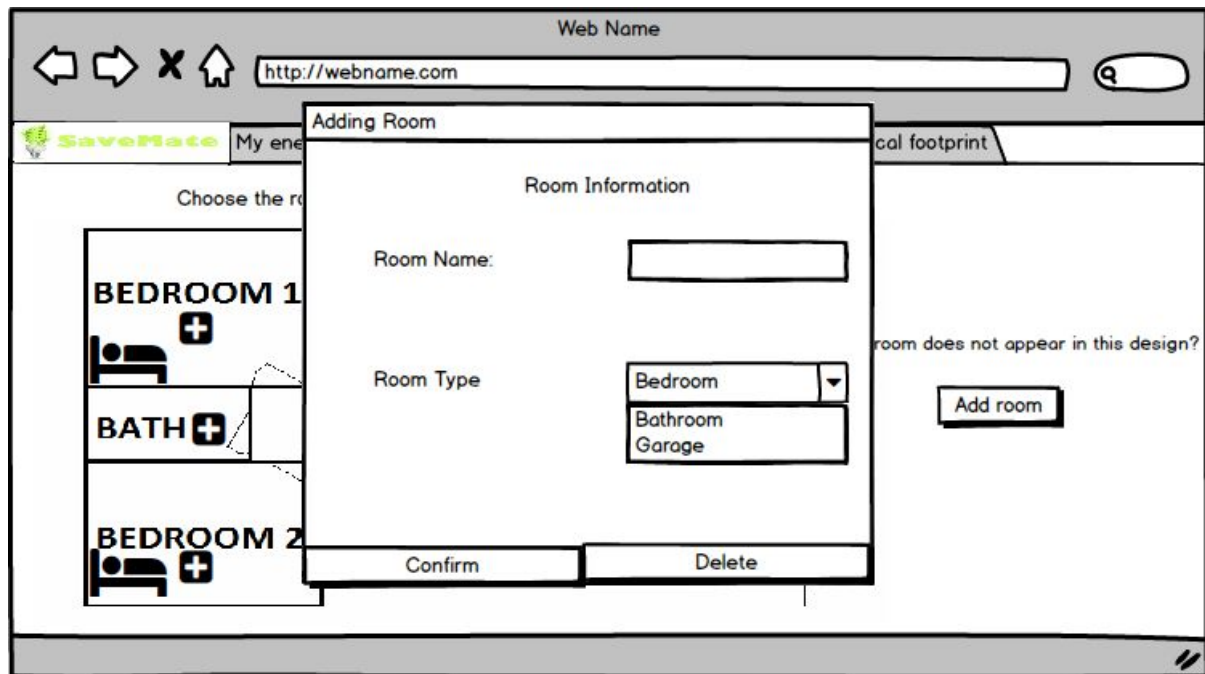 Web Name
http://webname.com
Adding Room
SaveMate
My ene
cal footprint
Room Information
Choose the ro
Room Name:
BEDROOM 1
room does not appear in this design?
Room Type
Bedroom
Add room
Bathroom
BATH
Garage
BEDROOM 2
Confirm
Delete